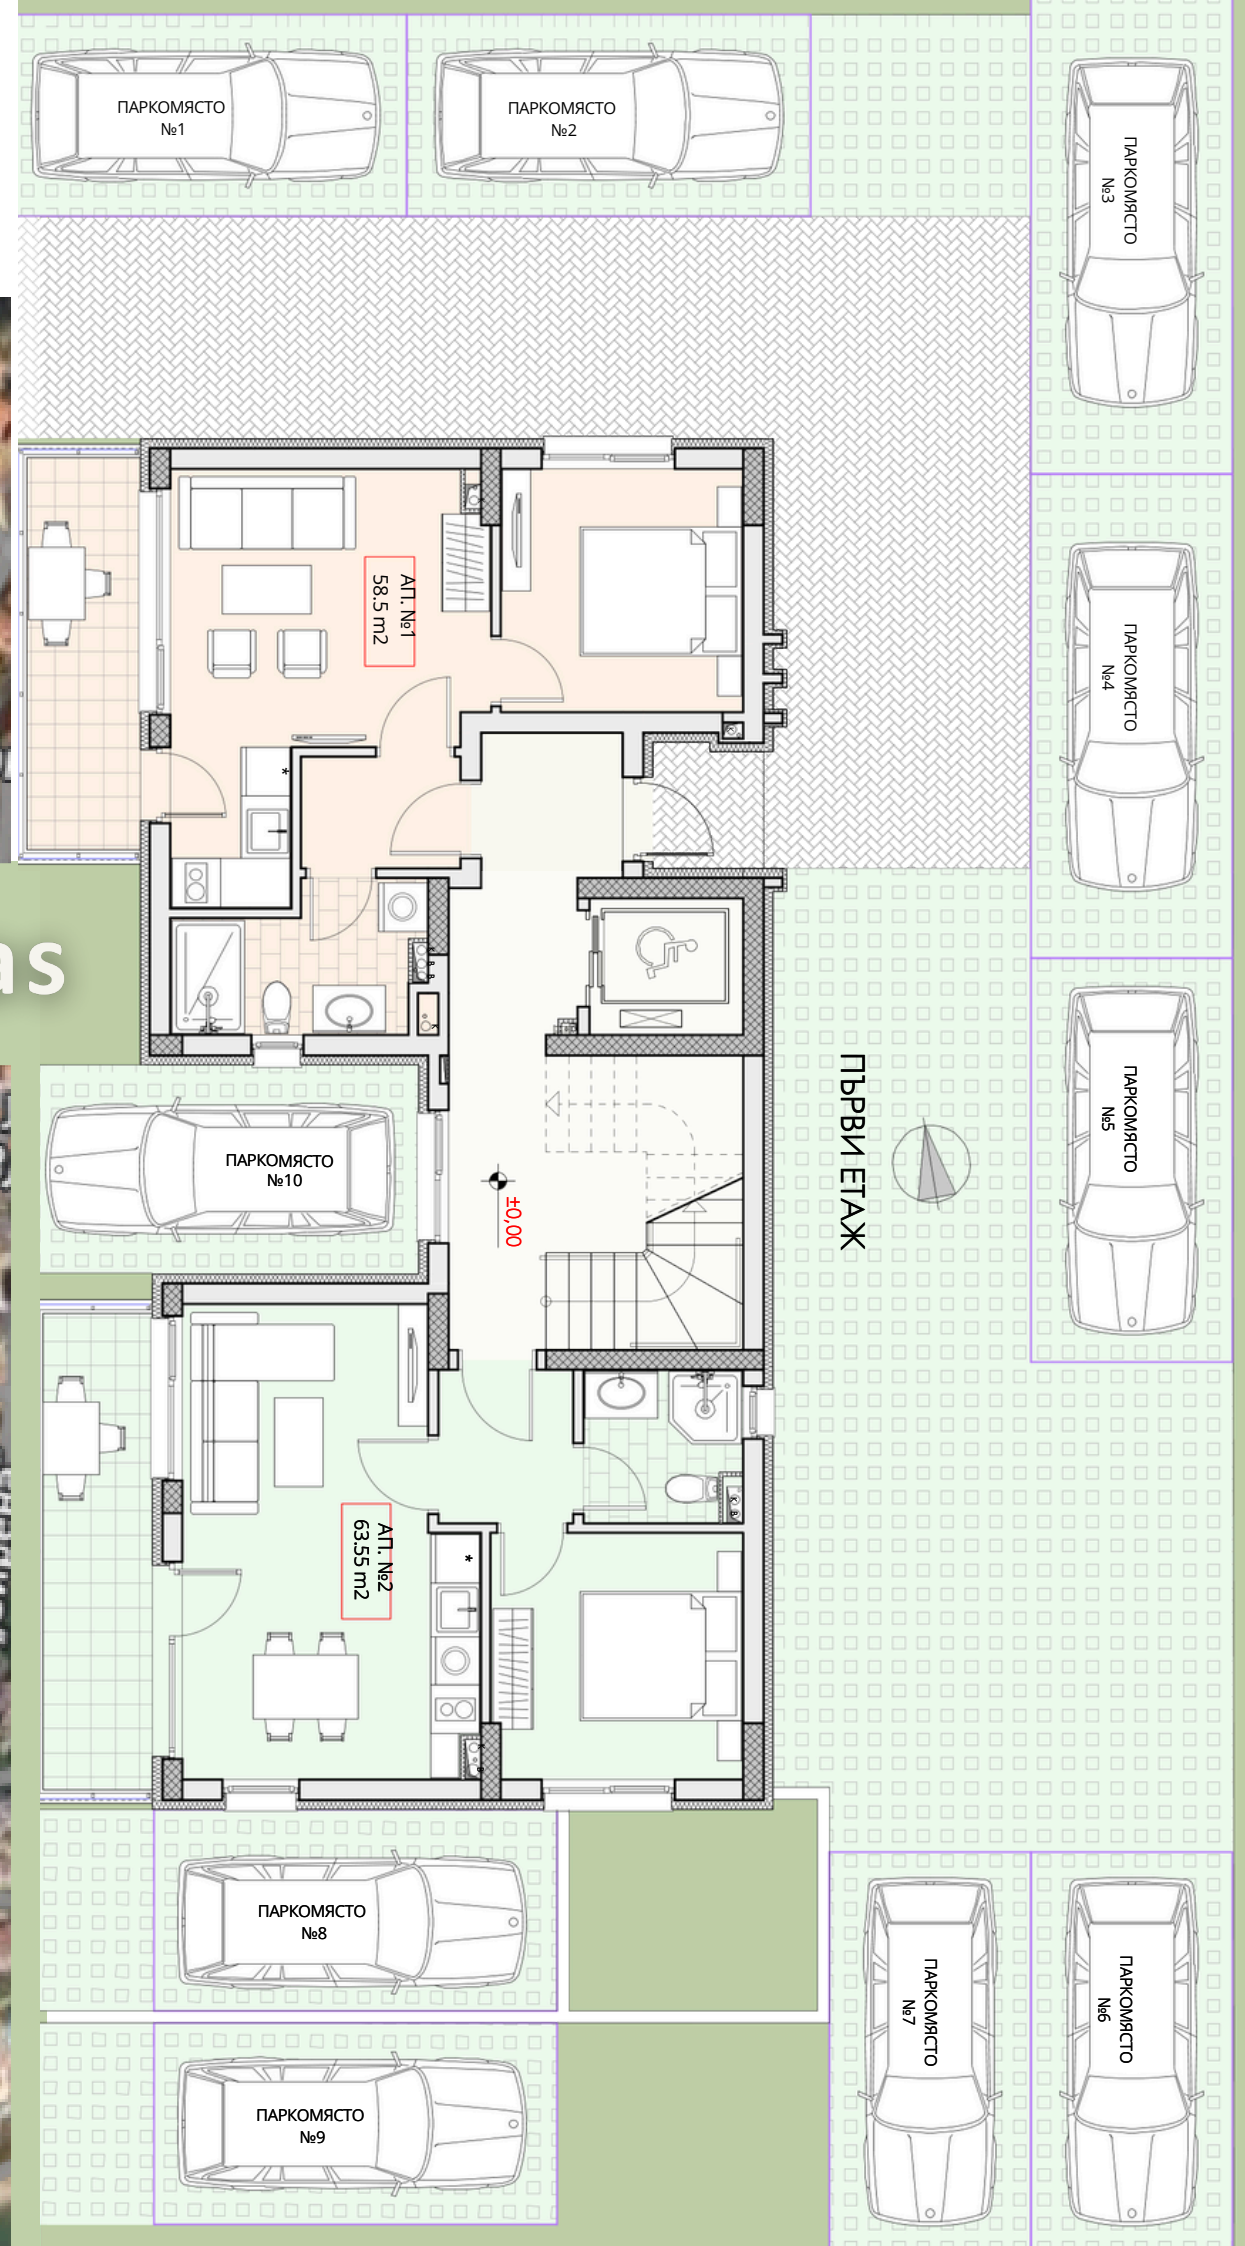 ПАРКОМЯСТО
№1
ПАРКОМЯСТО
№2
ПАРКОМЯСТО
№3
АП. №1
58.5 m2
ПАРКОМЯСТО
№4
*
as
ПАРКОМЯСТО
№5
ПЪРВИ ЕТАЖ
ПАРКОМЯСТО
№10
±0,00
АП. №2
63.55 m2
*
ПАРКОМЯСТО
№8
ПАРКОМЯСТО
№7
ПАРКОМЯСТО
№6
ПАРКОМЯСТО
№9